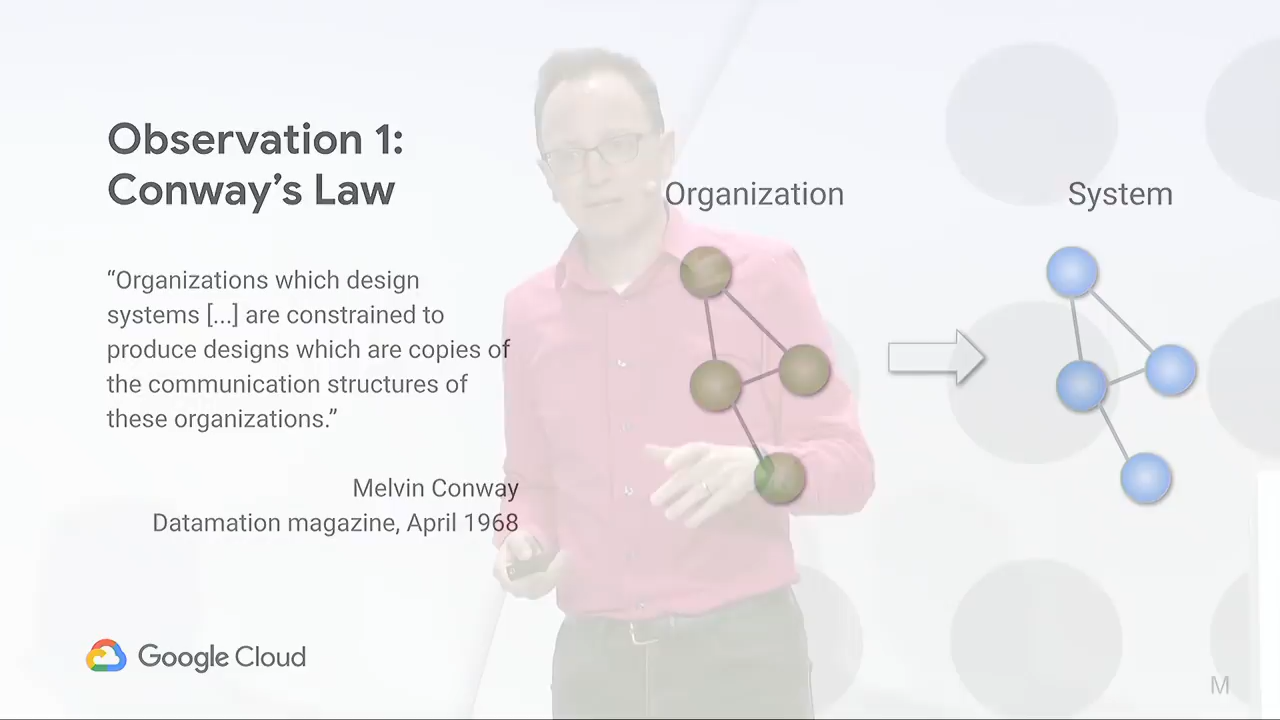 Observation 1:
Conway’s Law
“Organizations which design
systems [...] are constrained to
produce designs which are copies of
the communication structures of
these organizations.”
Melvin Conway
Datamation magazine, April 1968
Organization
System
Google Cloud
M